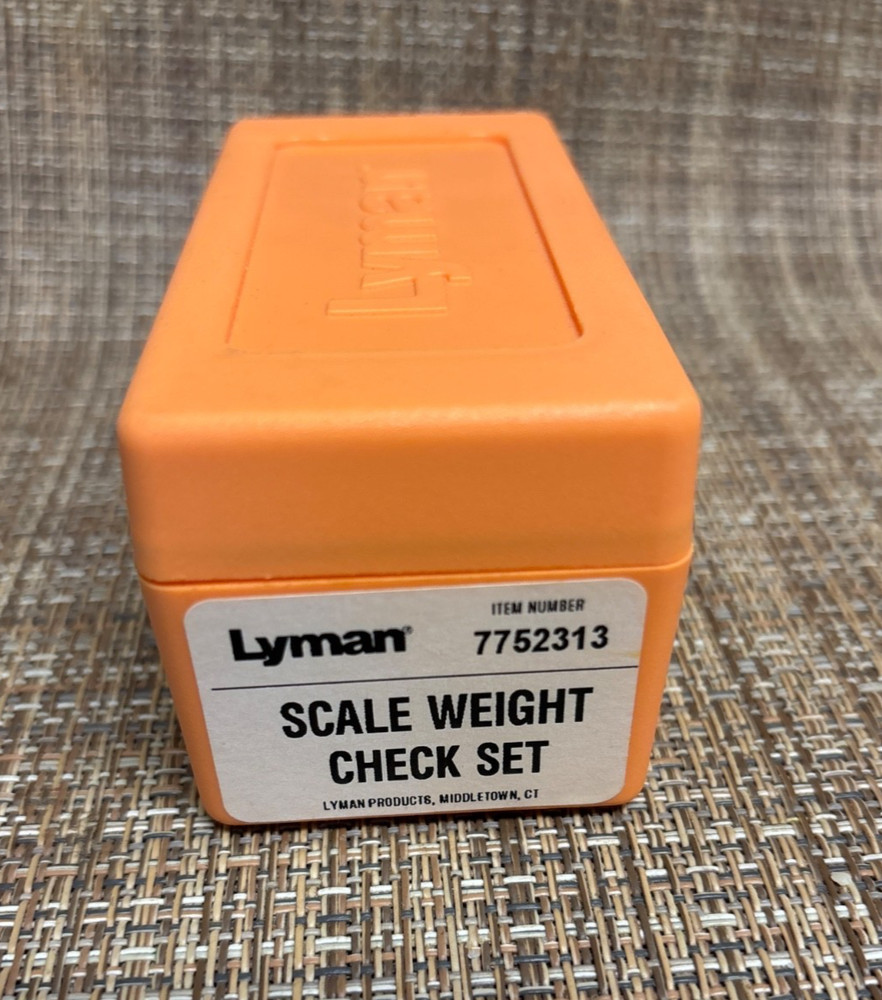 Lyman
Lyman®
ITEM NUMBER
7752313
SCALE WEIGHT
CHECK SET
LYMAN PRODUCTS, MIDDLETOWN, CT